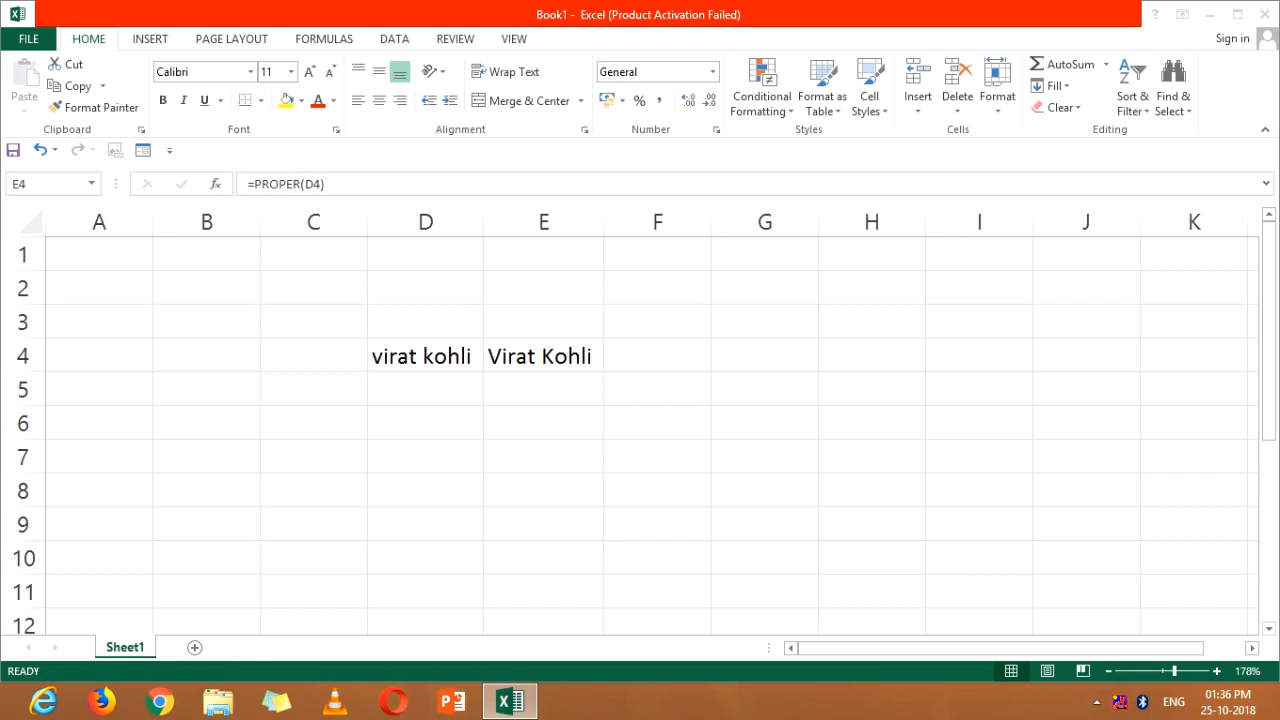 Book1 - Excel (Product Activation Failed)
FILE HOME INSERT PAGE LAYOUT FORMULAS DATA REVIEW VIEW Sign in
Paste Cut Copy Format Painter
Clipboard
Calibri 11
B I U
Font
Wrap Text
Merge & Center
Alignment
General
% ,
Number
Conditional Formatting
Format as Table
Cell Styles
Styles
Insert Delete Format
Cells
AutoSum
Fill
Clear
Sort & Filter
Find & Select
Editing
E4 fx =PROPER(D4)
A B C D E F G H I J K
1
2
3
4 virat kohli Virat Kohli
5
6
7
8
9
10
11
12
Sheet1
READY 178%
ENG 01:36 PM
25-10-2018